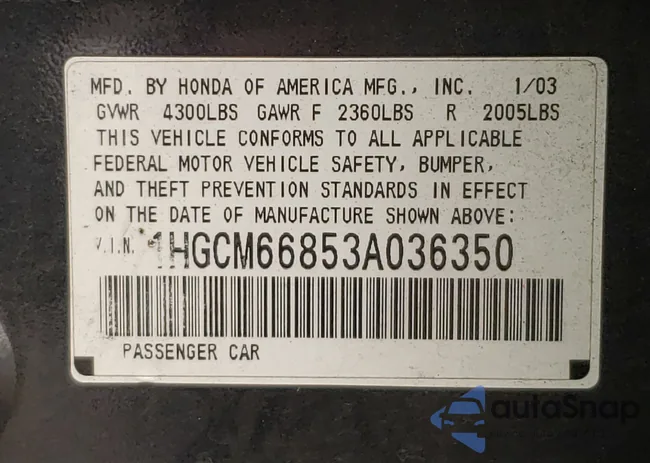 MFD. BY HONDA OF AMERICA MFG., INC. 1/03
GVWR 4300LBS GAWR F 2360LBS R 2005LBS
THIS VEHICLE CONFORMS TO ALL APPLICABLE
FEDERAL MOTOR VEHICLE SAFETY, BUMPER,
AND THEFT PREVENTION STANDARDS IN EFFECT
ON THE DATE OF MANUFACTURE SHOWN ABOVE:
V.I.N. 1HGCM66853A036350
PASSENGER CAR
autoSnap